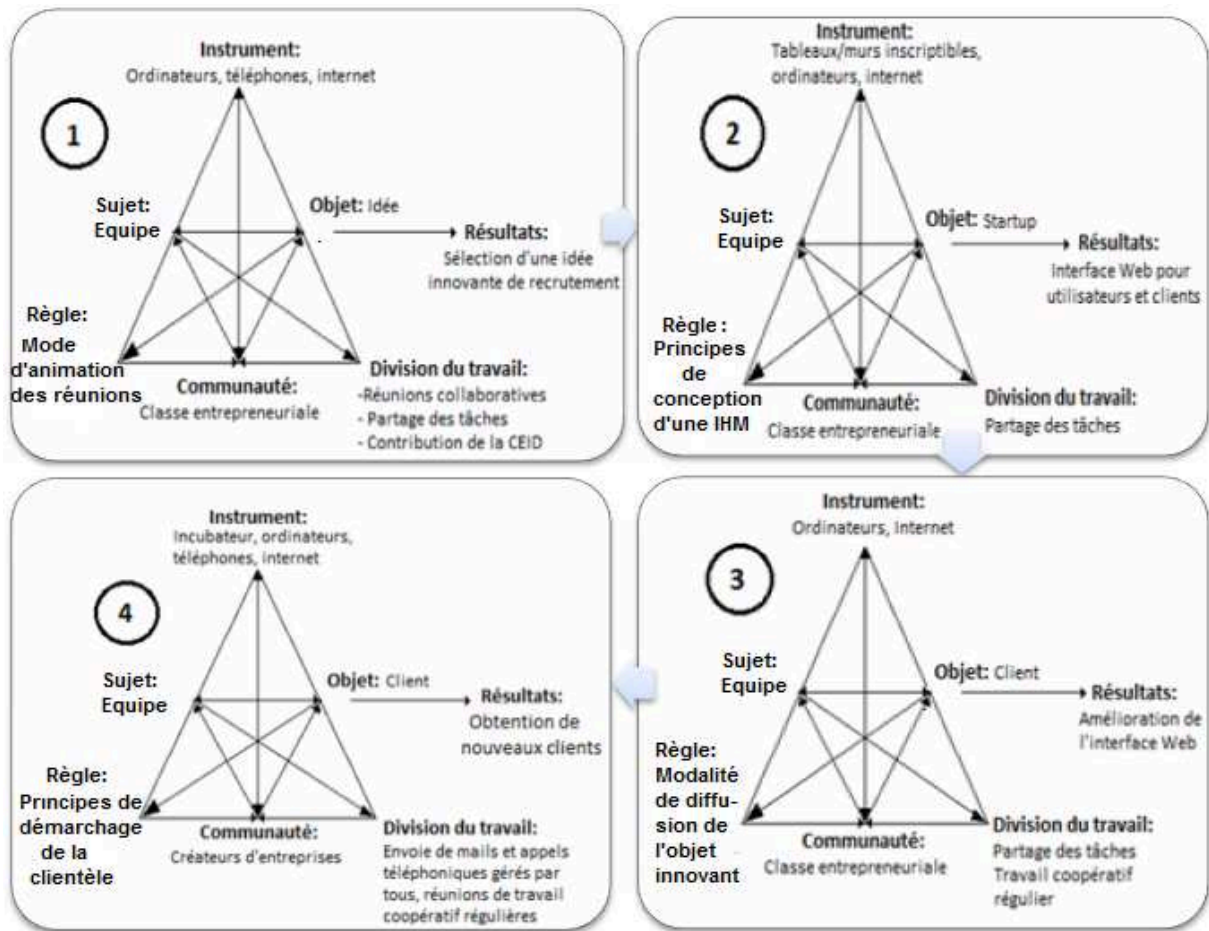 Instrument:
Ordinateurs, téléphones, internet
1
Sujet:
Equipe
Objet: Idée
Résultats:
Sélection d'une idée
innovante de recrutement
Règle:
Mode
d'animation
des réunions
Communauté:
Classe entrepreneuriale
Division du travail:
-Réunions collaboratives
- Partage des tâches
- Contribution de la CEID
Instrument:
Tableaux/murs inscriptibles,
ordinateurs, internet
2
Sujet:
Equipe
Objet: Startup
Résultats:
Interface Web pour
utilisateurs et clients
Règle :
Principes
de
conception
d'une IHM
Communauté:
Classe entrepreneuriale
Division du travail:
Partage des tâches
Instrument:
Ordinateurs, Internet
3
Sujet:
Equipe
Objet: Client
Résultats:
Amélioration de
l'interface Web
Règle:
Modalité
de diffu-
sion de
l'objet
innovant
Communauté:
Classe entrepreneuriale
Division du travail:
Partage des tâches
Travail coopératif
régulier
Instrument:
Incubateur, ordinateurs,
téléphones, internet
4
Sujet:
Equipe
Objet: Client
Résultats:
Obtention de
nouveaux clients
Règle:
Principes de
démarchage
de la
clientèle
Communauté:
Créateurs d'entreprises
Division du travail:
Envoie de mails et appels
téléphoniques gérés par
tous, réunions de travail
coopératif régulières